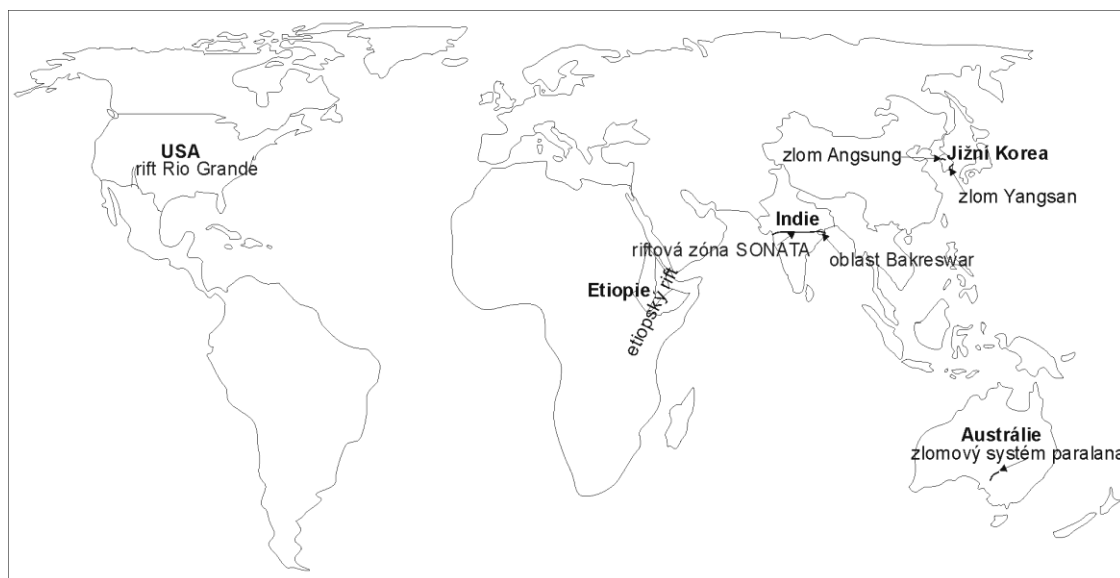 USA
rift Rio Grande
zlom Angsung
Jižní Korea
zlom Yangsan
Indie
riftová zóna SONATA
oblast Bakreswar
Etiopie
etiopský rift
Austrálie
zlomový systém paralana